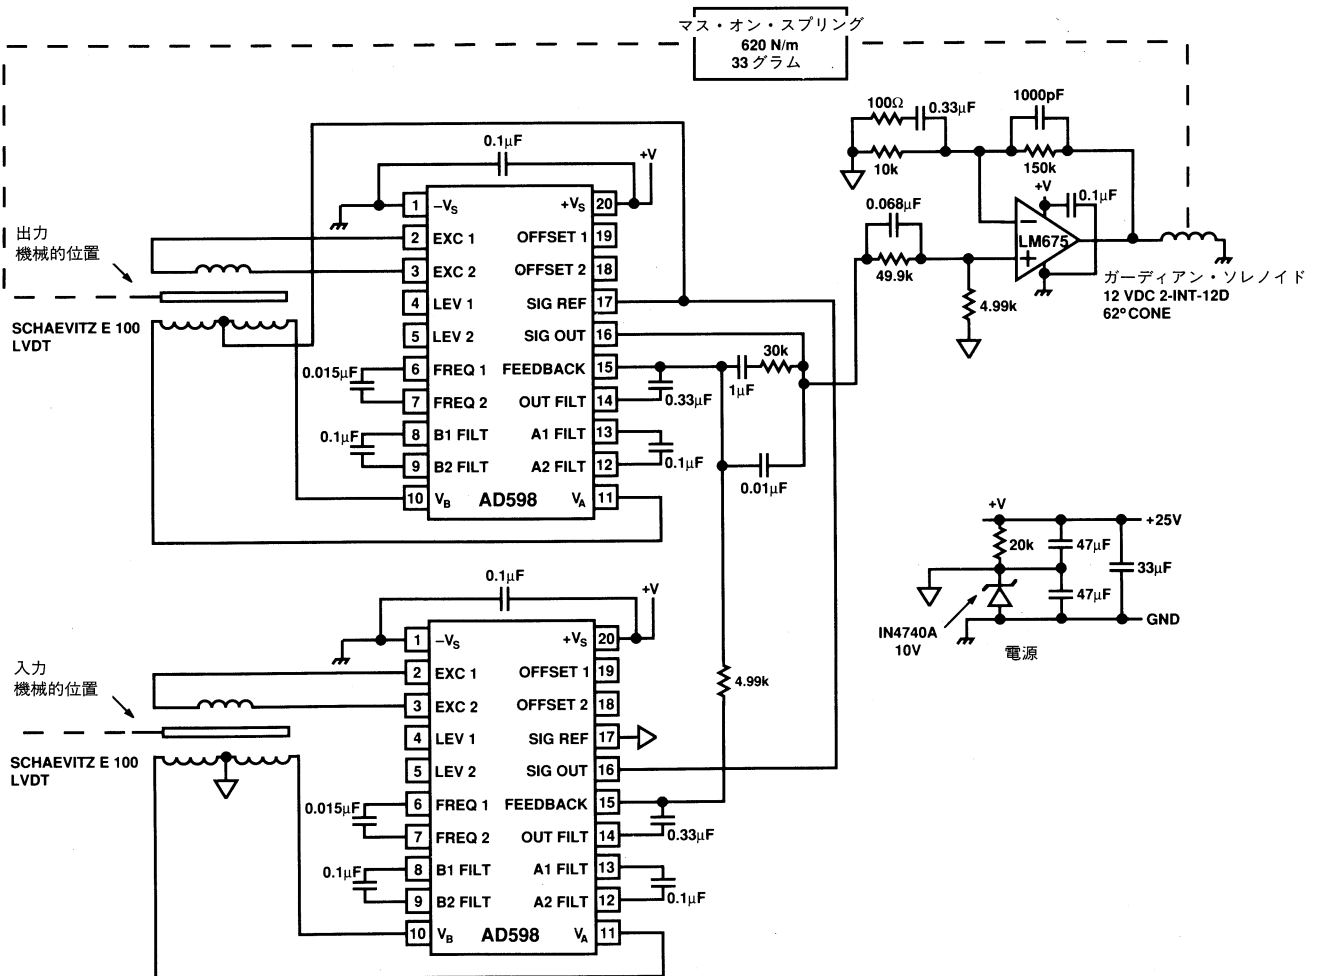 マス・オン・スプリング
620 N/m
33 グラム
100Ω
0.33μF
1000pF
10k
150k
+V
0.1μF
0.068μF
LM675
49.9k
4.99k
ガーディアン・ソレノイド
12 VDC 2-INT-12D
62° CONE
0.1μF
+V
1
–VS
+VS
20
2
EXC 1
OFFSET 1
19
3
EXC 2
OFFSET 2
18
4
LEV 1
SIG REF
17
5
LEV 2
SIG OUT
16
6
FREQ 1
FEEDBACK
15
7
FREQ 2
OUT FILT
14
8
B1 FILT
A1 FILT
13
9
B2 FILT
A2 FILT
12
10
VB
AD598
VA
11
出力
機械的位置
SCHAEVITZ E 100
LVDT
0.015μF
0.1μF
0.33μF
0.1μF
1μF
30k
0.01μF
4.99k
+V
+25V
20k
47μF
33μF
47μF
GND
IN4740A
10V
電源
0.1μF
+V
1
–VS
+VS
20
2
EXC 1
OFFSET 1
19
3
EXC 2
OFFSET 2
18
4
LEV 1
SIG REF
17
5
LEV 2
SIG OUT
16
6
FREQ 1
FEEDBACK
15
7
FREQ 2
OUT FILT
14
8
B1 FILT
A1 FILT
13
9
B2 FILT
A2 FILT
12
10
VB
AD598
VA
11
入力
機械的位置
SCHAEVITZ E 100
LVDT
0.015μF
0.1μF
0.33μF
0.1μF